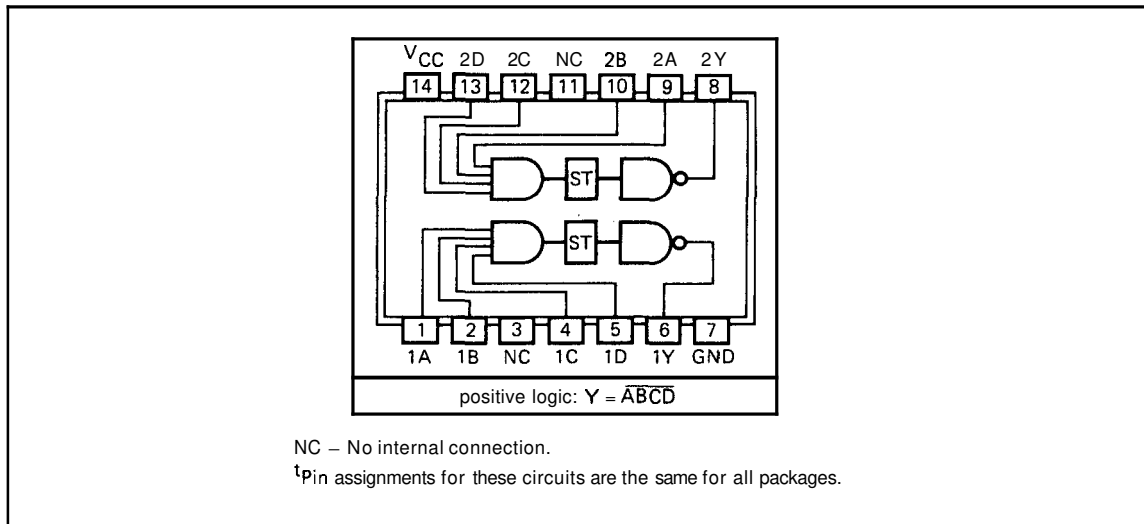 VCC 2D 2C NC 2B 2A 2Y
14 13 12 11 10 9 8
ST
ST
1 2 3 4 5 6 7
1A 1B NC 1C 1D 1Y GND
positive logic: Y = A̅B̅C̅D̅
NC – No internal connection.
tPin assignments for these circuits are the same for all packages.